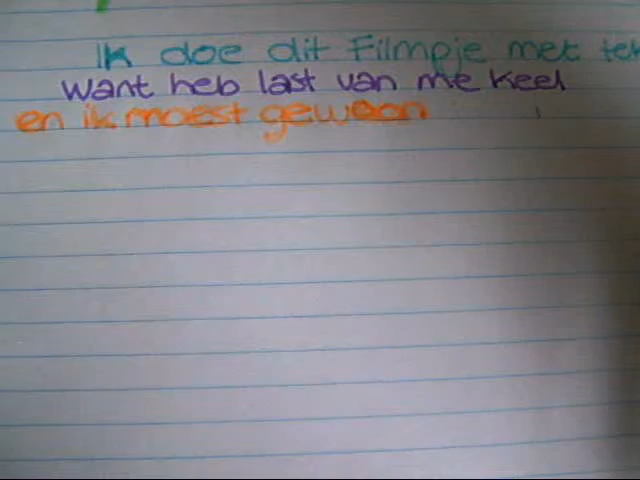 Ik doe dit Filmpje met
want heb last van me keel
en ik moest gewoon